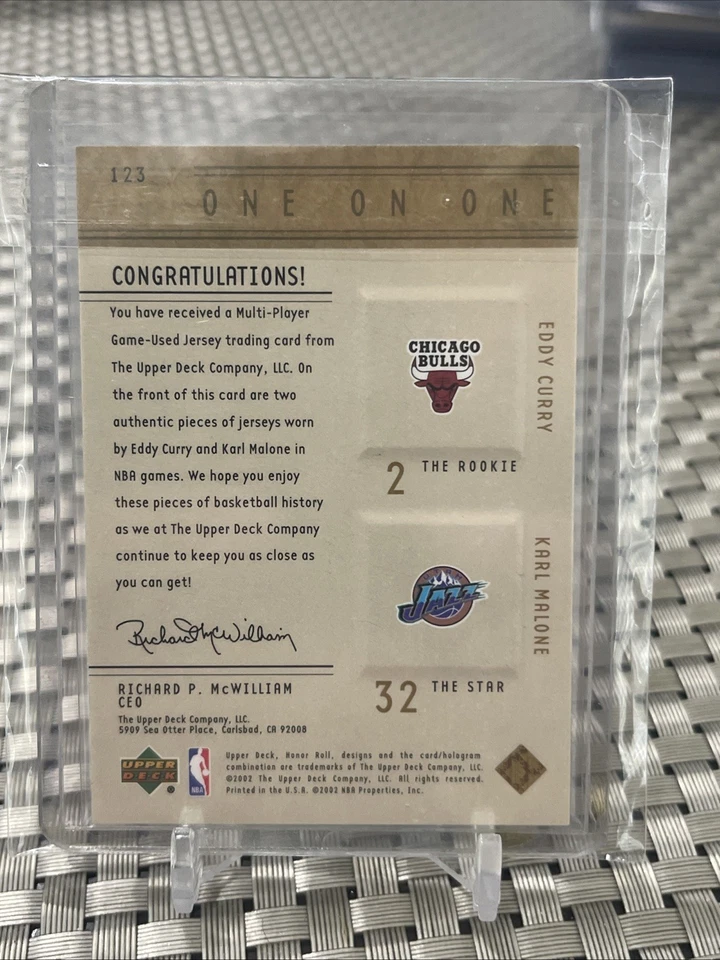 123
ONE ON ONE
CONGRATULATIONS!
You have received a Multi-Player
Game-Used Jersey trading card from
The Upper Deck Company, LLC. On
the front of this card are two
authentic pieces of jerseys worn
by Eddy Curry and Karl Malone in
NBA games. We hope you enjoy
these pieces of basketball history
as we at The Upper Deck Company
continue to keep you as close as
you can get!
Richard P. McWilliam
RICHARD P. McWILLIAM
CEO
The Upper Deck Company, LLC.
5909 Sea Otter Place, Carlsbad, CA 92008
CHICAGO
BULLS
EDDY CURRY
2 THE ROOKIE
JAZZ
KARL MALONE
32 THE STAR
UPPER
DECK
NBA
Upper Deck, Honor Roll, designs and the card/hologram
combination are trademarks of The Upper Deck Company, LLC.
©2002 The Upper Deck Company, LLC. All rights reserved.
Printed in the U.S.A. ©2002 NBA Properties, Inc.